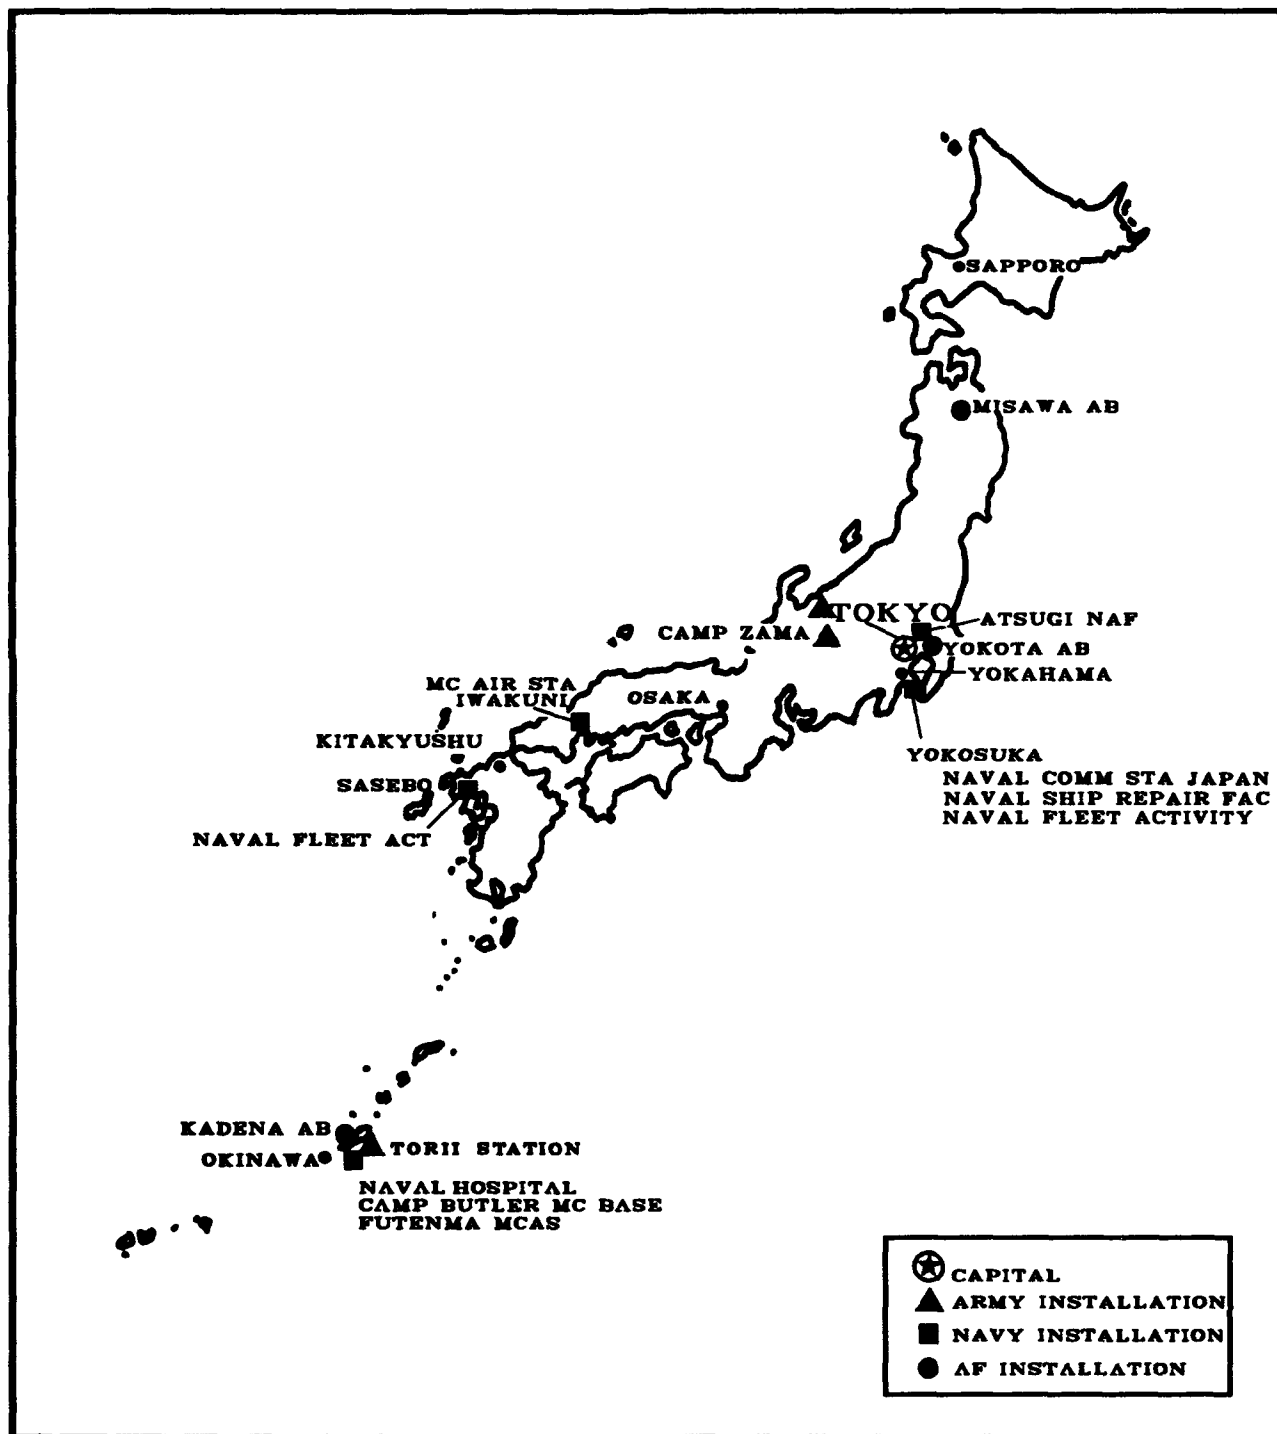 SAPPORO
MISAWA AB
TOKYO
ATSUGI NAF
CAMP ZAMA
YOKOTA AB
YOKAHAMA
MC AIR STA
IWAKUNI
OSAKA
KITAKYUSHU
YOKOSUKA
NAVAL COMM STA JAPAN
NAVAL SHIP REPAIR FAC
NAVAL FLEET ACTIVITY
SASEBO
NAVAL FLEET ACT
KADENA AB
TORII STATION
OKINAWA
NAVAL HOSPITAL
CAMP BUTLER MC BASE
FUTENMA MCAS
CAPITAL
ARMY INSTALLATION
NAVY INSTALLATION
AF INSTALLATION